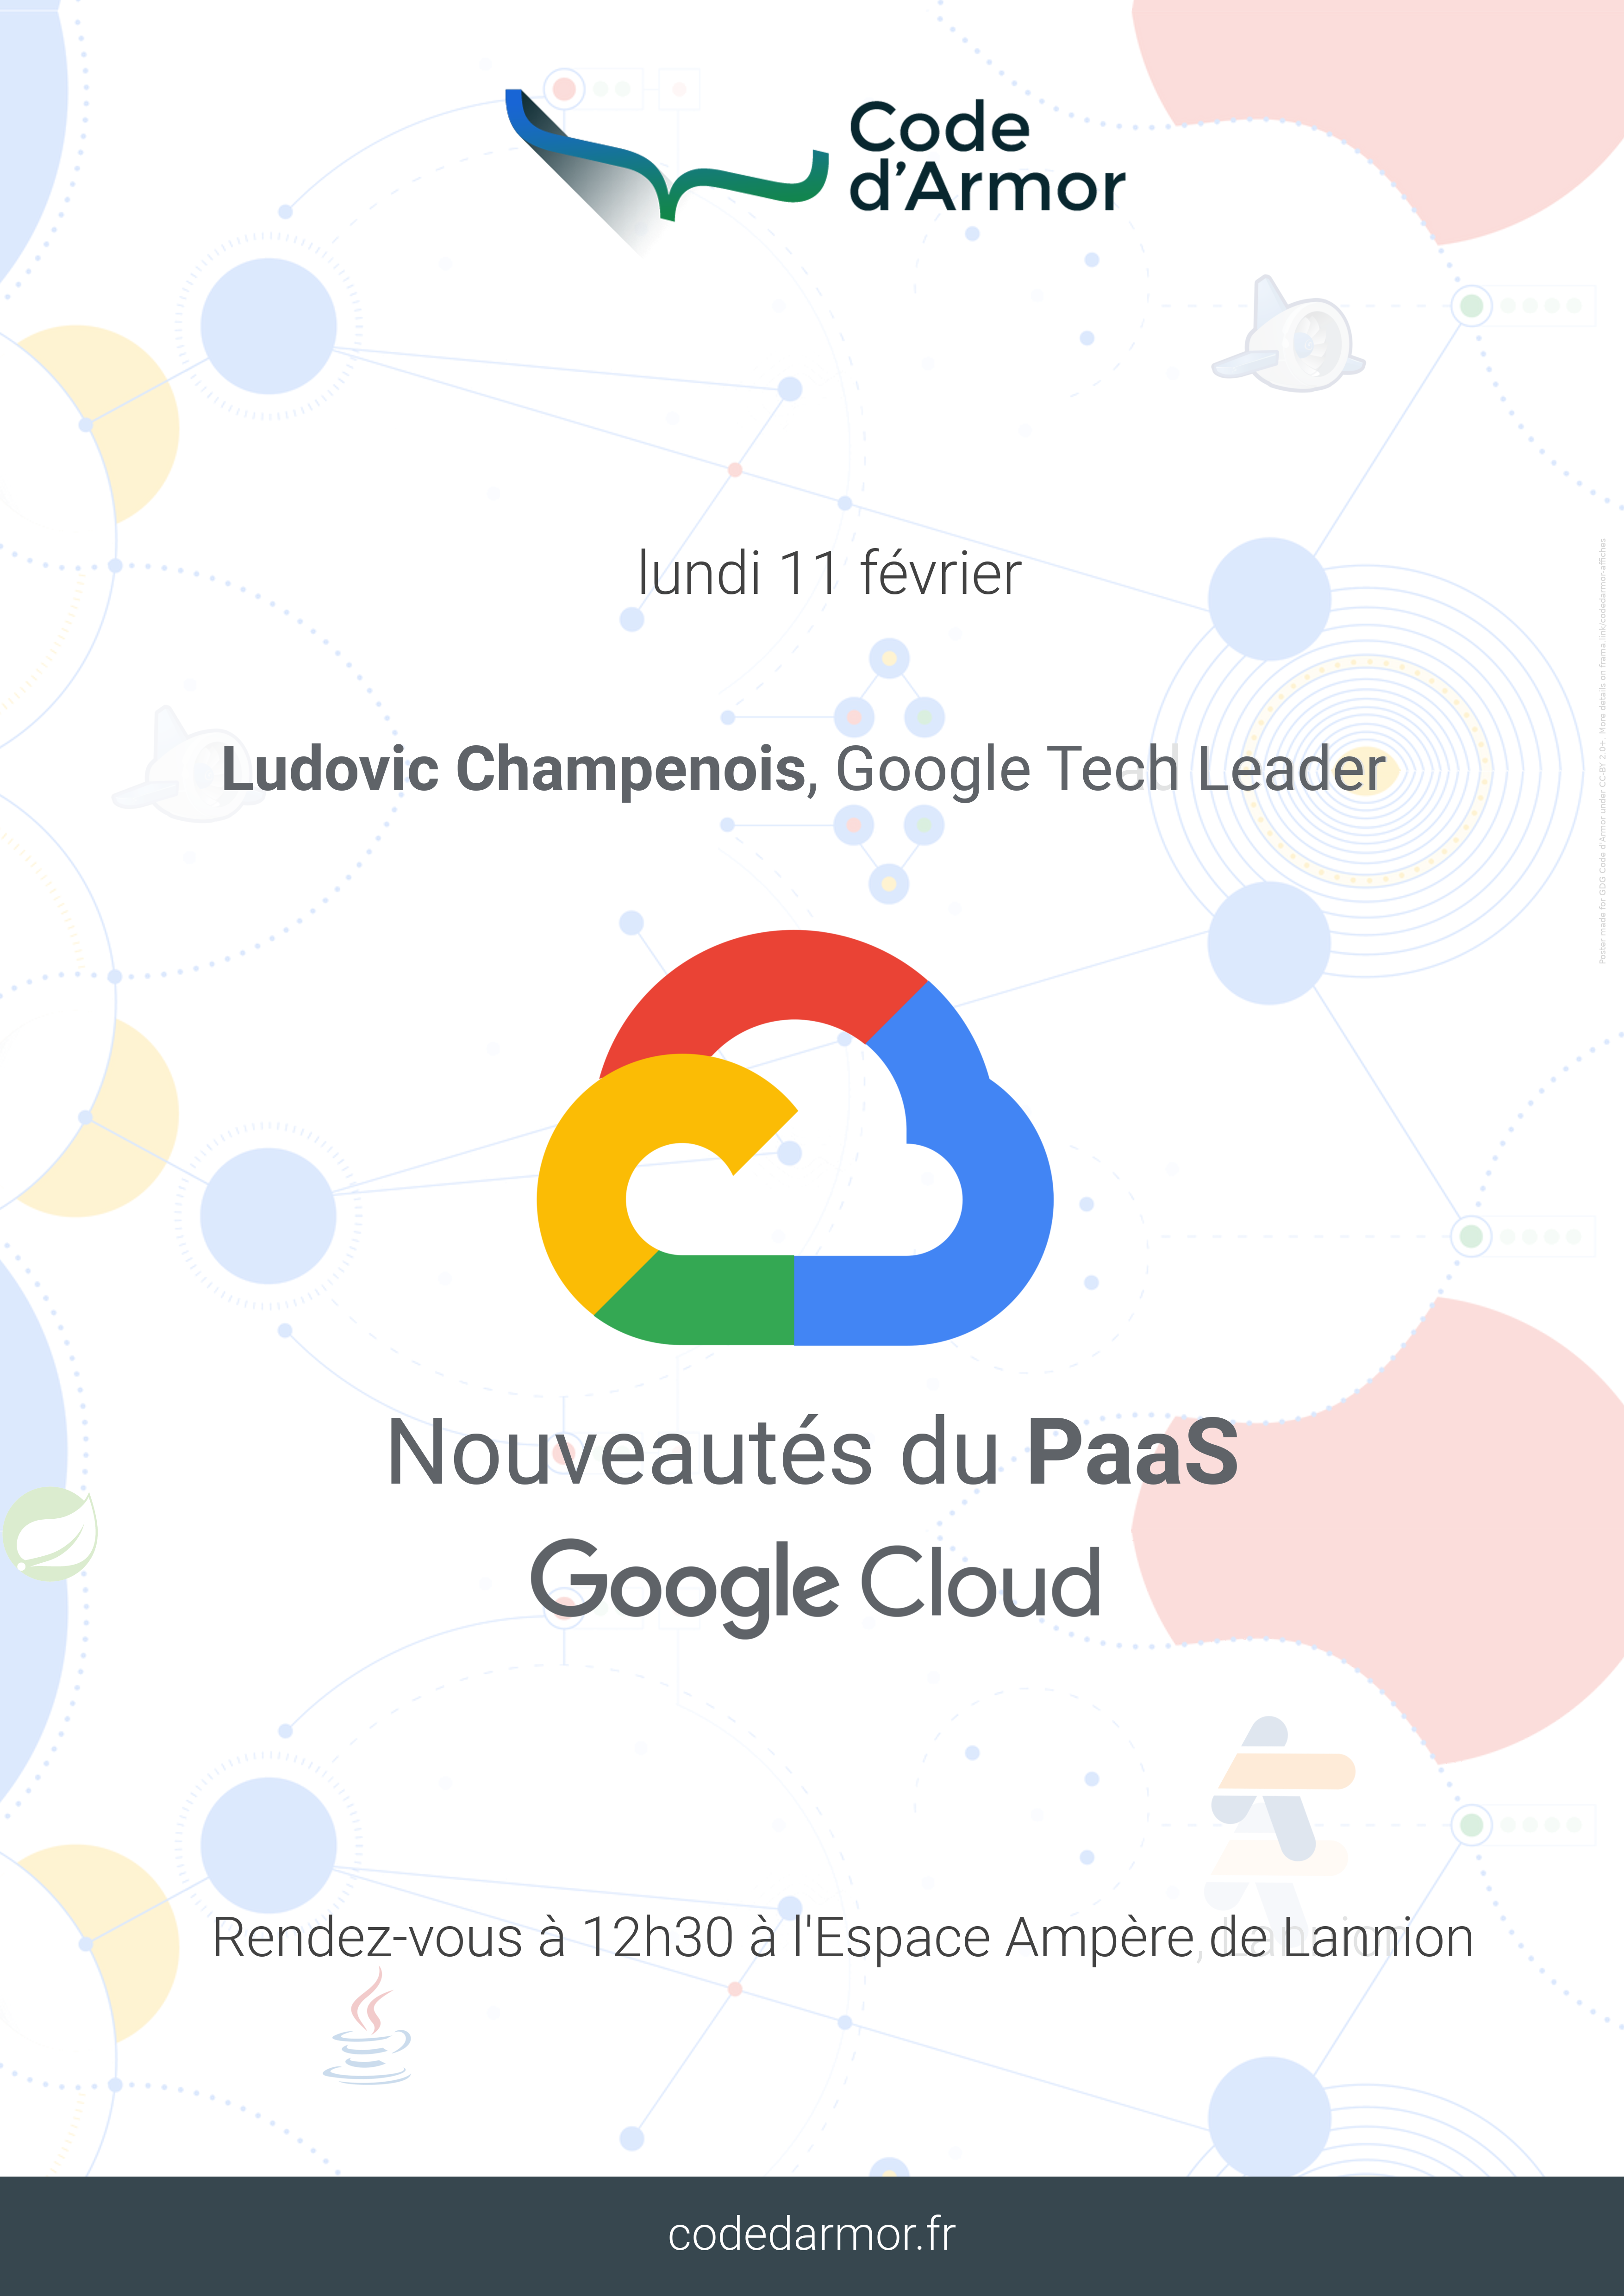 Code
d'Armor
lundi 11 février
Ludovic Champenois, Google Tech Leader
Poster made for GDG Code d'Armor under CC-BY 2.0+ More details on frama.link/codedarmor-affiches
Nouveautés du PaaS
Google Cloud
Rendez-vous à 12h30 à l'Espace Ampère de Lannion
codedarmor.fr